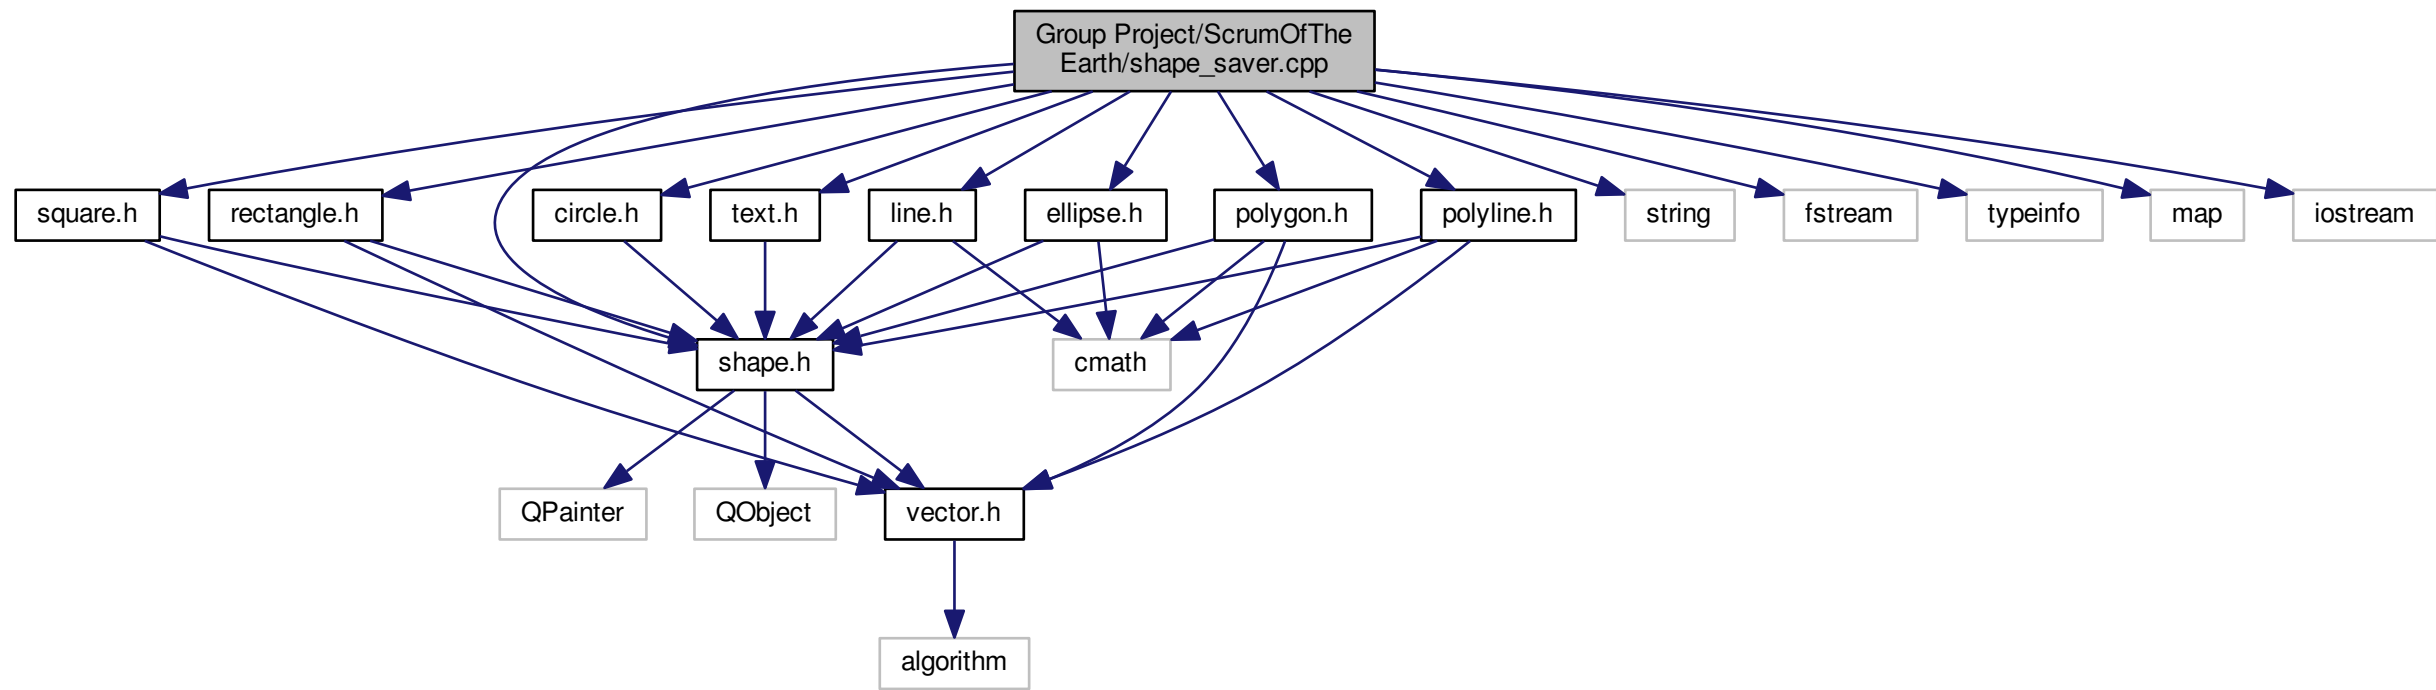 Group Project/ScrumOfThe
Earth/shape_saver.cpp
square.h
rectangle.h
circle.h
text.h
line.h
ellipse.h
polygon.h
polyline.h
string
fstream
typeinfo
map
iostream
shape.h
cmath
QPainter
QObject
vector.h
algorithm